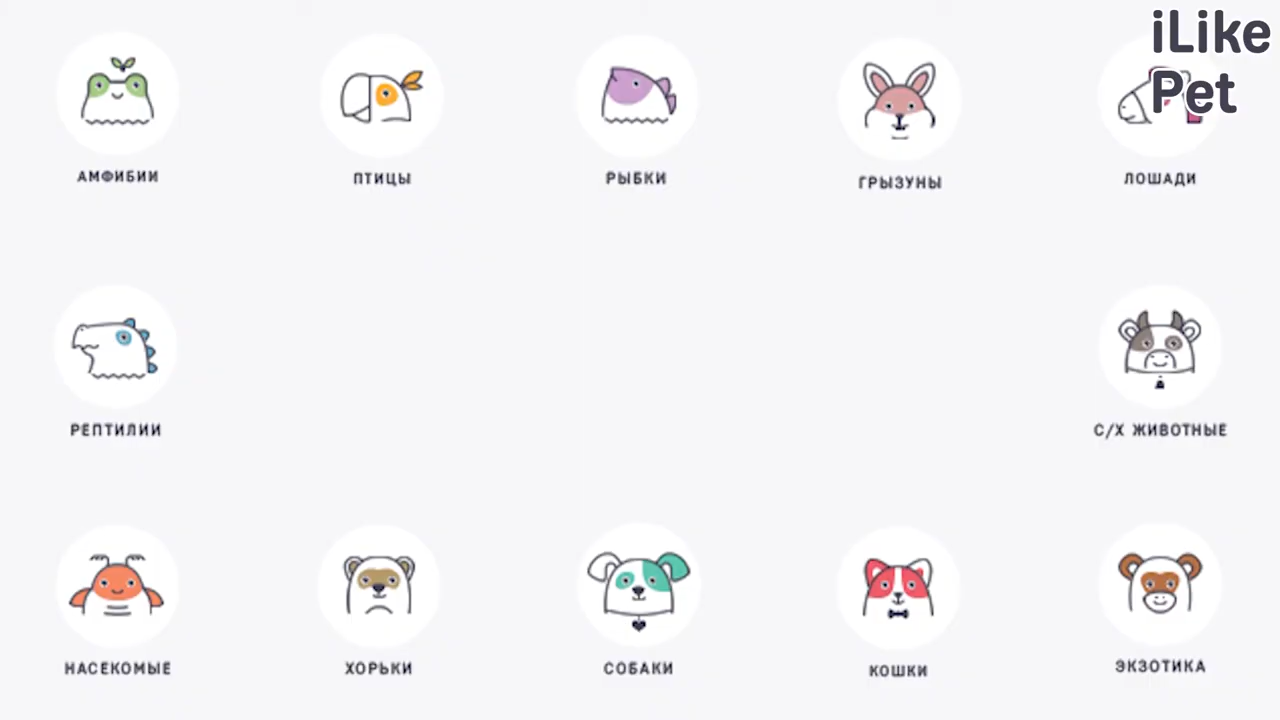 iLike
Pet
АМФИБИИ
ПТИЦЫ
РЫБКИ
ГРЫЗУНЫ
ЛОШАДИ
РЕПТИЛИИ
С/Х ЖИВОТНЫЕ
НАСЕКОМЫЕ
ХОРЬКИ
СОБАКИ
КОШКИ
ЭКЗОТИКА